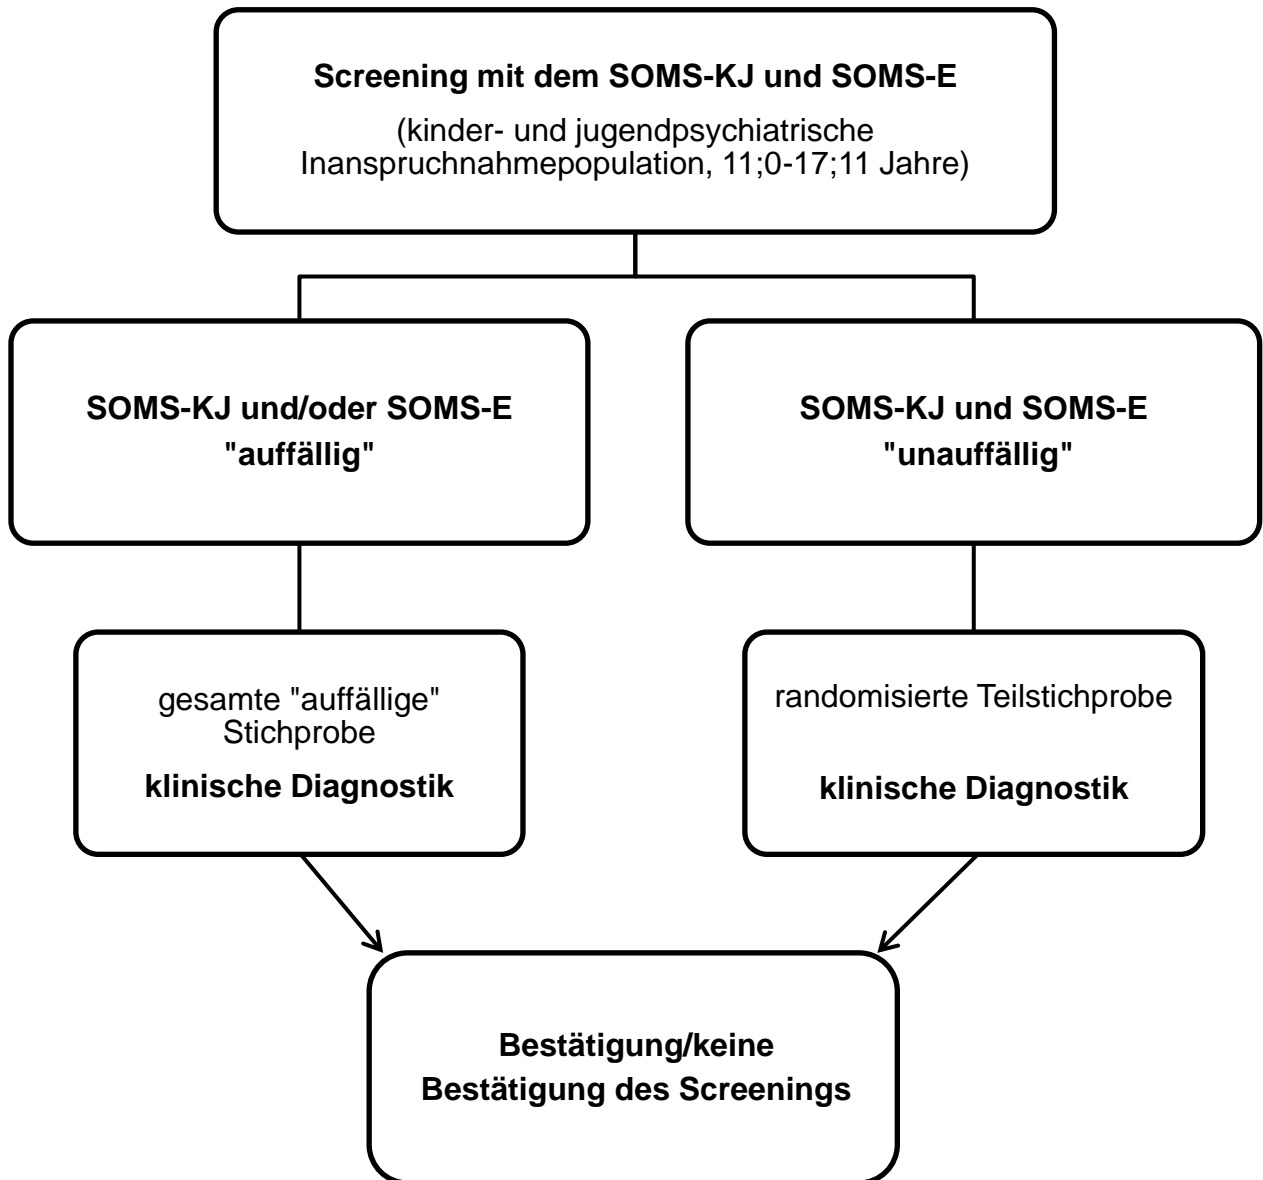 Screening mit dem SOMS-KJ und SOMS-E
(kinder- und jugendpsychiatrische
Inanspruchnahmepopulation, 11;0-17;11 Jahre)
SOMS-KJ und/oder SOMS-E
"auffällig"
SOMS-KJ und SOMS-E
"unauffällig"
gesamte "auffällige"
Stichprobe
klinische Diagnostik
randomisierte Teilstichprobe
klinische Diagnostik
Bestätigung/keine
Bestätigung des Screenings